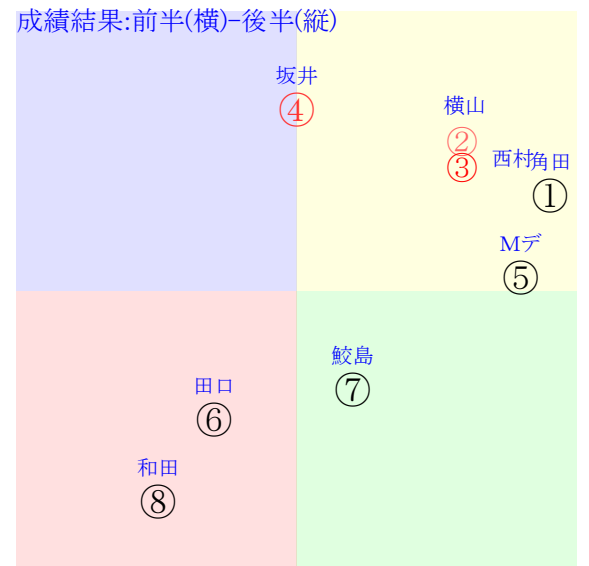 成績結果:前半(横)−後半(縦)
坂井
④
横山
②
③
西村
角田
①
Mデ
⑤
鮫島
⑦
田口
⑥
和田
⑧